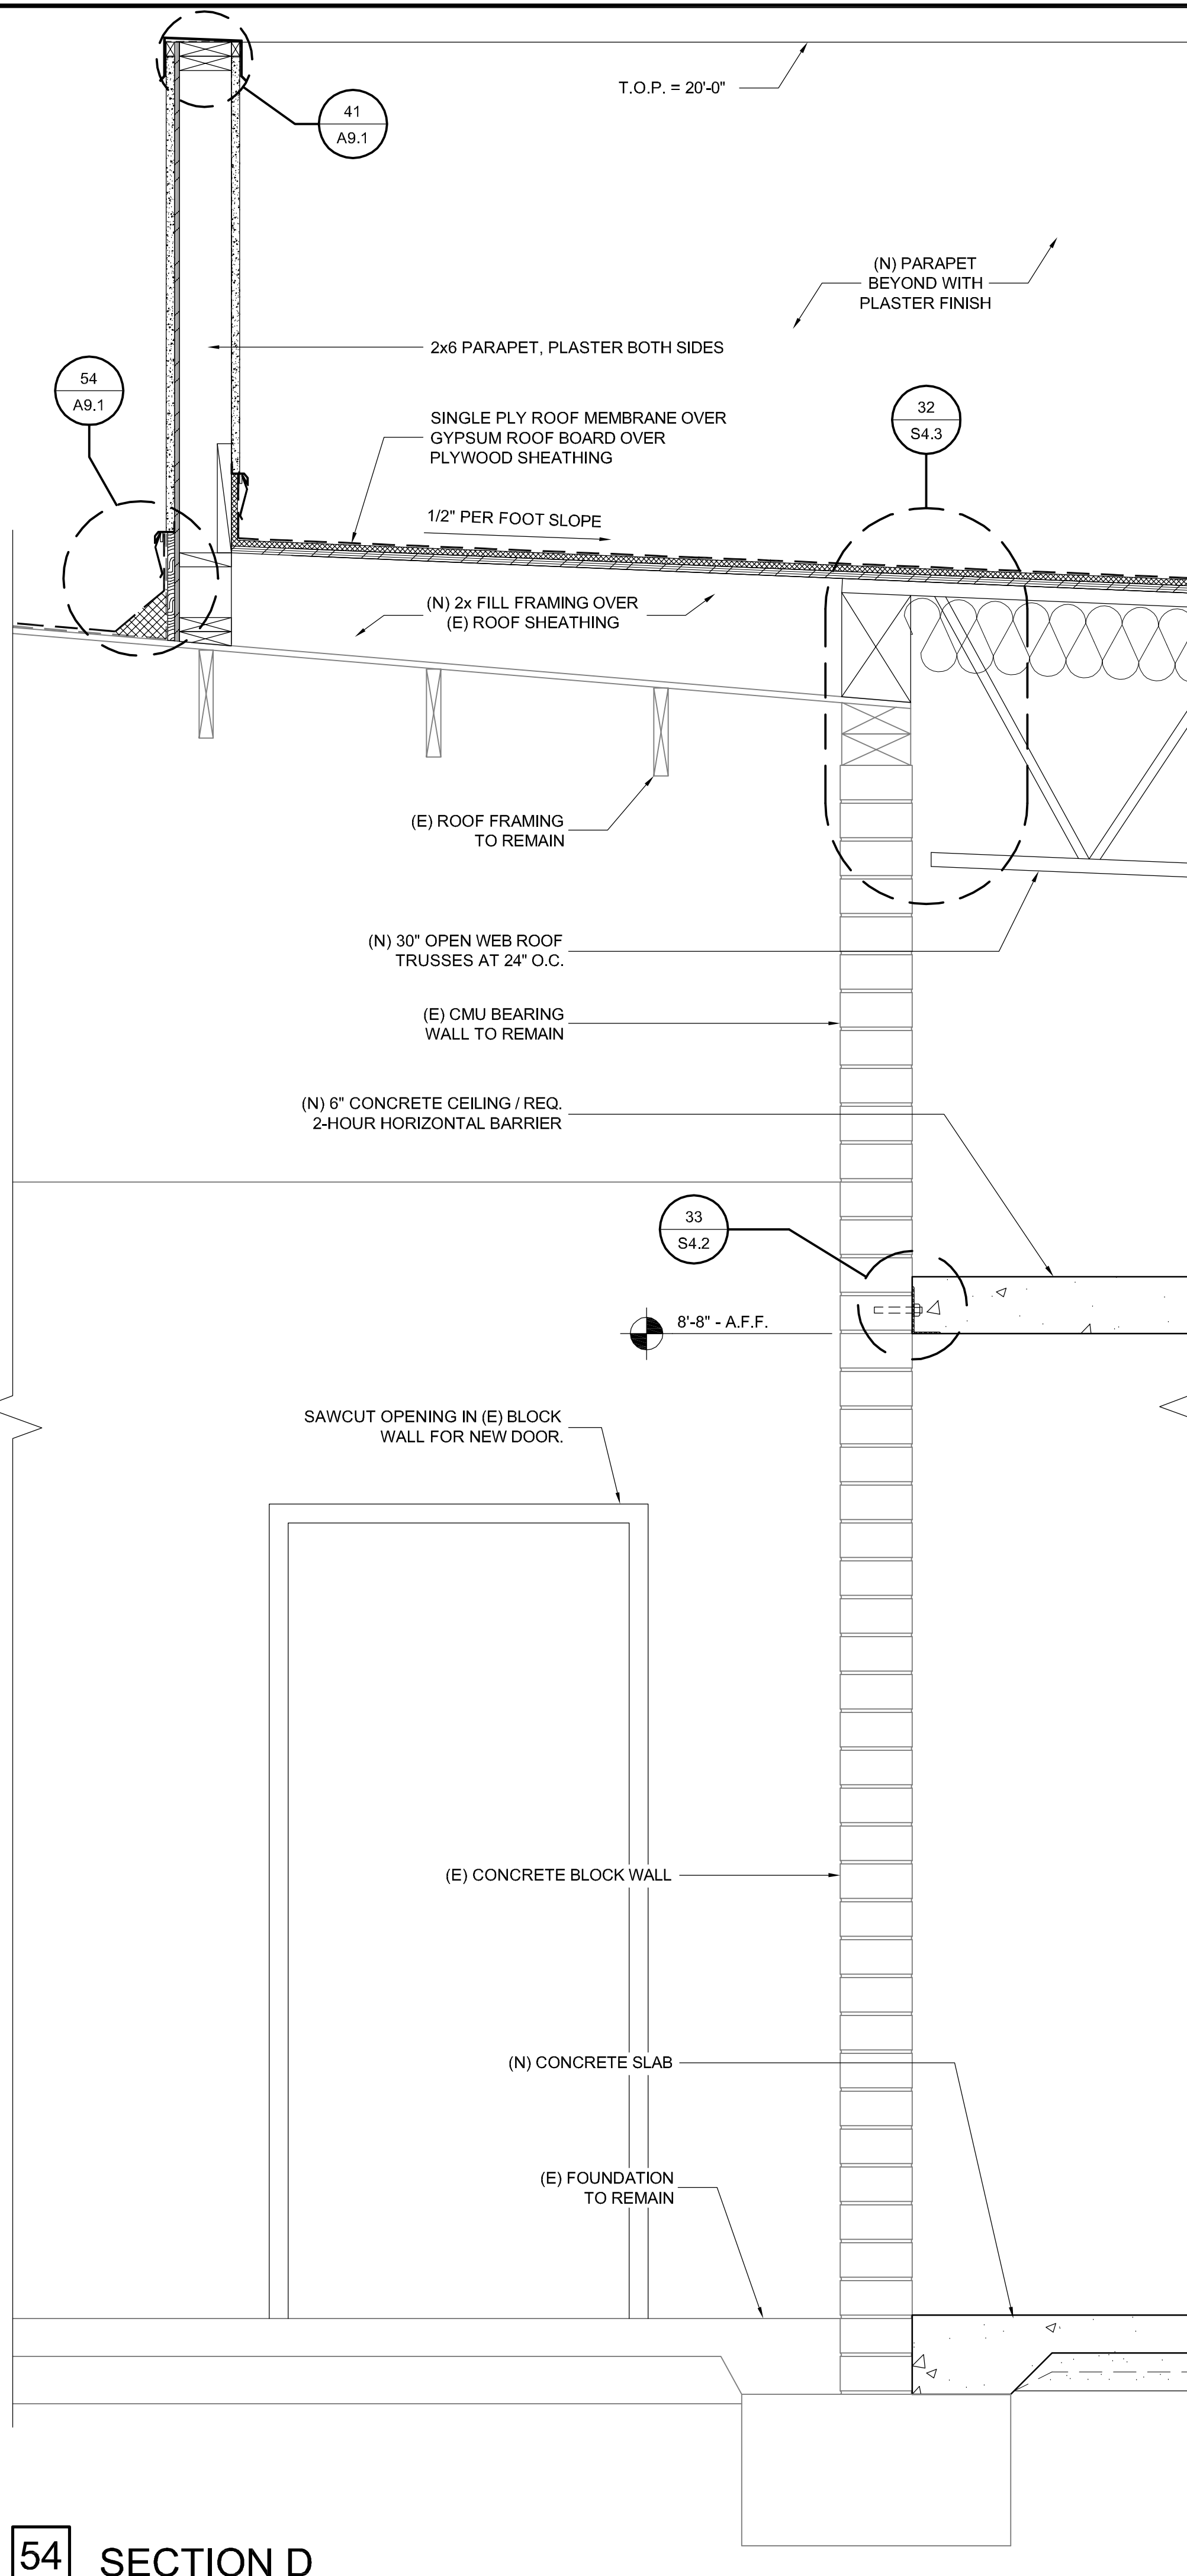 T.O.P. = 20'-0"
41
A9.1
(N) PARAPET
BEYOND WITH
PLASTER FINISH
2x6 PARAPET, PLASTER BOTH SIDES
54
A9.1
32
S4.3
SINGLE PLY ROOF MEMBRANE OVER
GYPSUM ROOF BOARD OVER
PLYWOOD SHEATHING
1/2" PER FOOT SLOPE
(N) 2x FILL FRAMING OVER
(E) ROOF SHEATHING
(E) ROOF FRAMING
TO REMAIN
(N) 30" OPEN WEB ROOF
TRUSSES AT 24" O.C.
(E) CMU BEARING
WALL TO REMAIN
(N) 6" CONCRETE CEILING / REQ.
2-HOUR HORIZONTAL BARRIER
33
S4.2
8'-8" - A.F.F.
SAWCUT OPENING IN (E) BLOCK
WALL FOR NEW DOOR.
(E) CONCRETE BLOCK WALL
(N) CONCRETE SLAB
(E) FOUNDATION
TO REMAIN
54 SECTION D